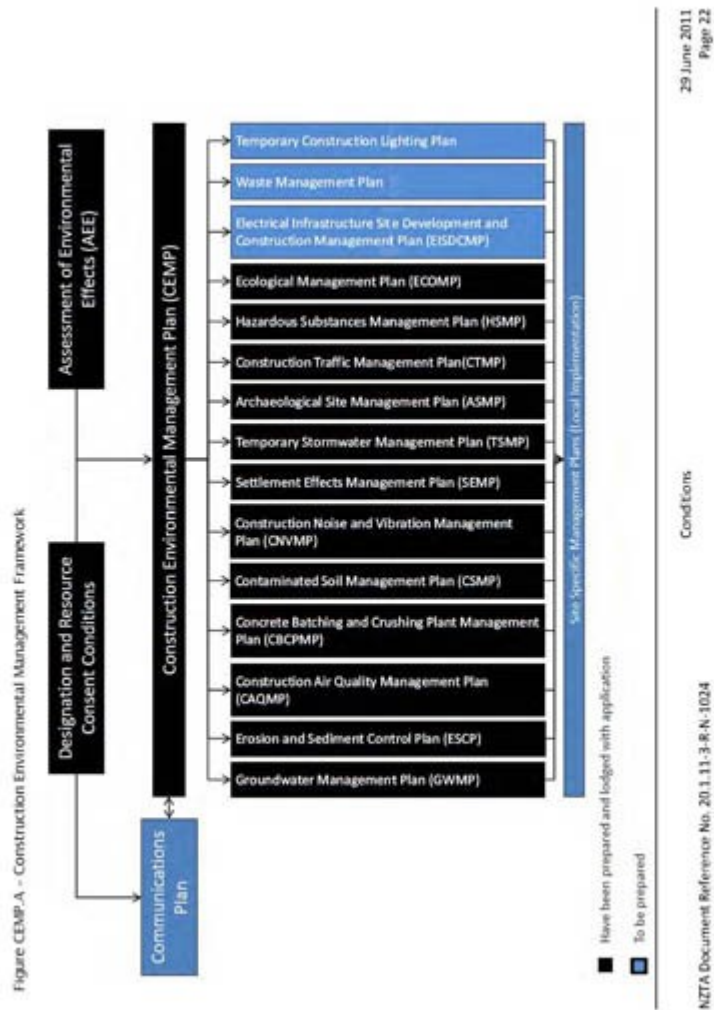 Figure CEMP.A - Construction Environmental Management Framework
Designation and Resource
Consent Conditions
Assessment of Environmental
Effects (AEE)
Communications
Plan
Construction Environmental Management Plan (CEMP)
Groundwater Management Plan (GWMP)
Erosion and Sediment Control Plan (ESCP)
Construction Air Quality Management Plan
(CAQMP)
Concrete Batching and Crushing Plant Management
Plan (CBCPMP)
Contaminated Soil Management Plan (CSMP)
Construction Noise and Vibration Management
Plan (CNVMP)
Settlement Effects Management Plan (SEMP)
Temporary Stormwater Management Plan (TSMP)
Archaeological Site Management Plan (ASMP)
Construction Traffic Management Plan(CTMP)
Hazardous Substances Management Plan (HSMP)
Ecological Management Plan (ECOMP)
Electrical Infrastructure Site Development and
Construction Management Plan (EISDCMP)
Waste Management Plan
Temporary Construction Lighting Plan
Site Specific Management Plans (Local Implementation)
Have been prepared and lodged with application
To be prepared
NZTA Document Reference No. 20.1.11-3-R-N-1024
Conditions
29 June 2011
Page 22